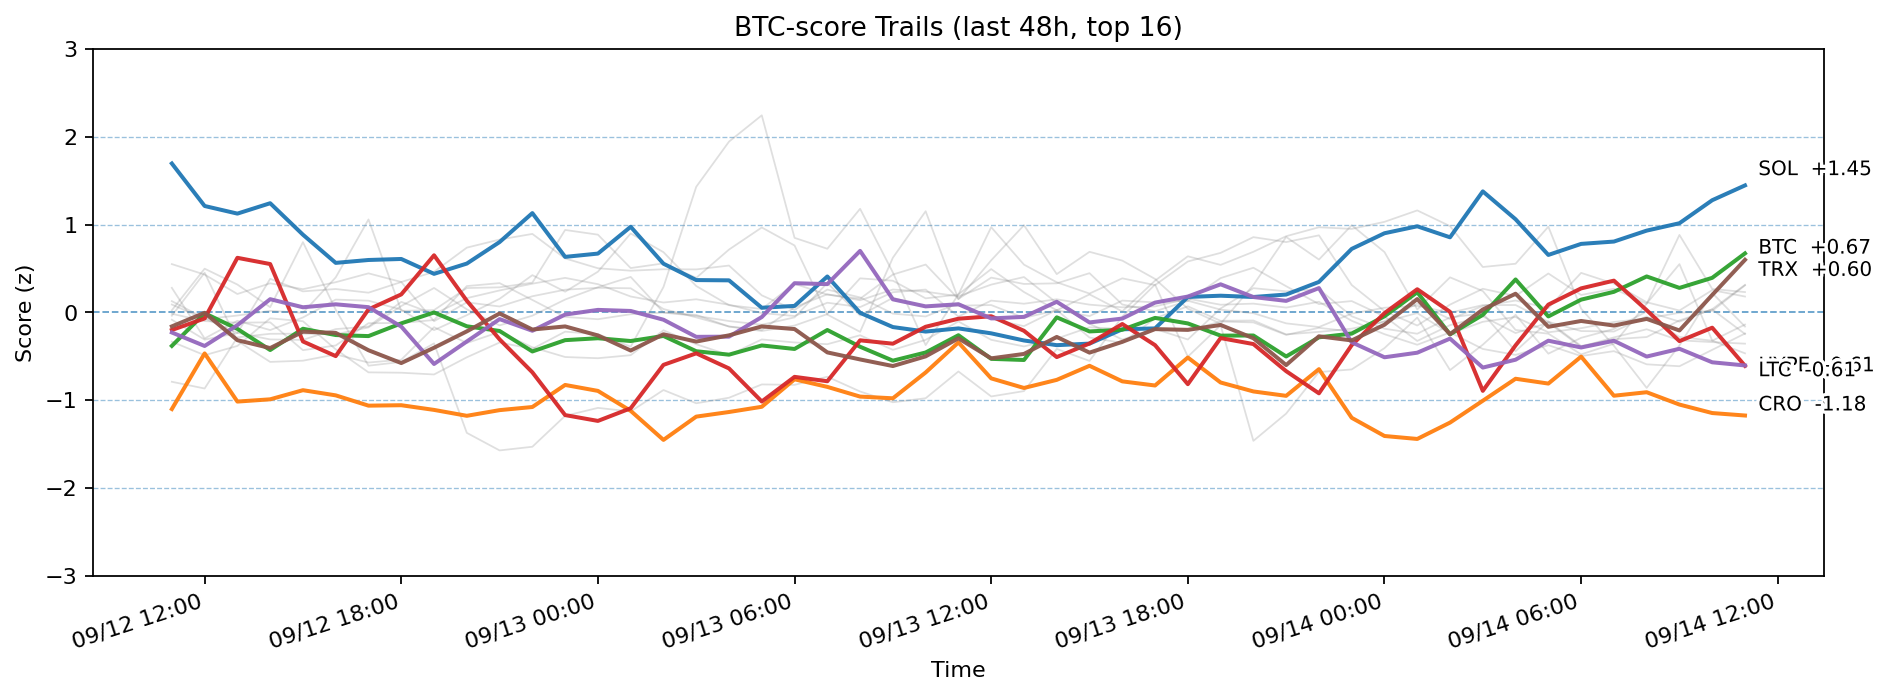 BTC-score Trails (last 48h, top 16)
3
2
1
0
−1
−2
−3
Score (z)
SOL +1.45
BTC +0.67
TRX +0.60
LTC -0.61
CRO -1.18
09/12 12:00
09/12 18:00
09/13 00:00
09/13 06:00
09/13 12:00
09/13 18:00
09/14 00:00
09/14 06:00
09/14 12:00
Time